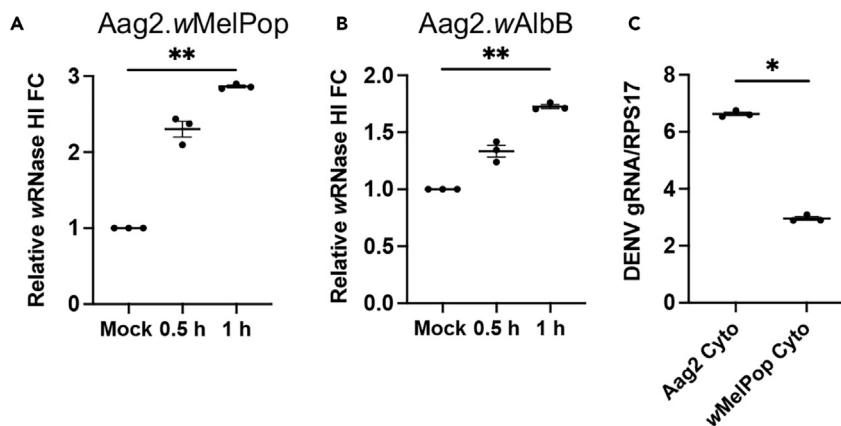 A
Aag2.wMelPop
**
Relative wRNase HI FC
3
2
1
0
Mock 0.5 h 1 h
B
Aag2.wAlbB
**
Relative wRNase HI FC
2.0
1.5
1.0
0.5
0.0
Mock 0.5 h 1 h
C
*
DENV gRNA/RPS17
8
6
4
2
0
Aag2 Cyto
wMelPop Cyto